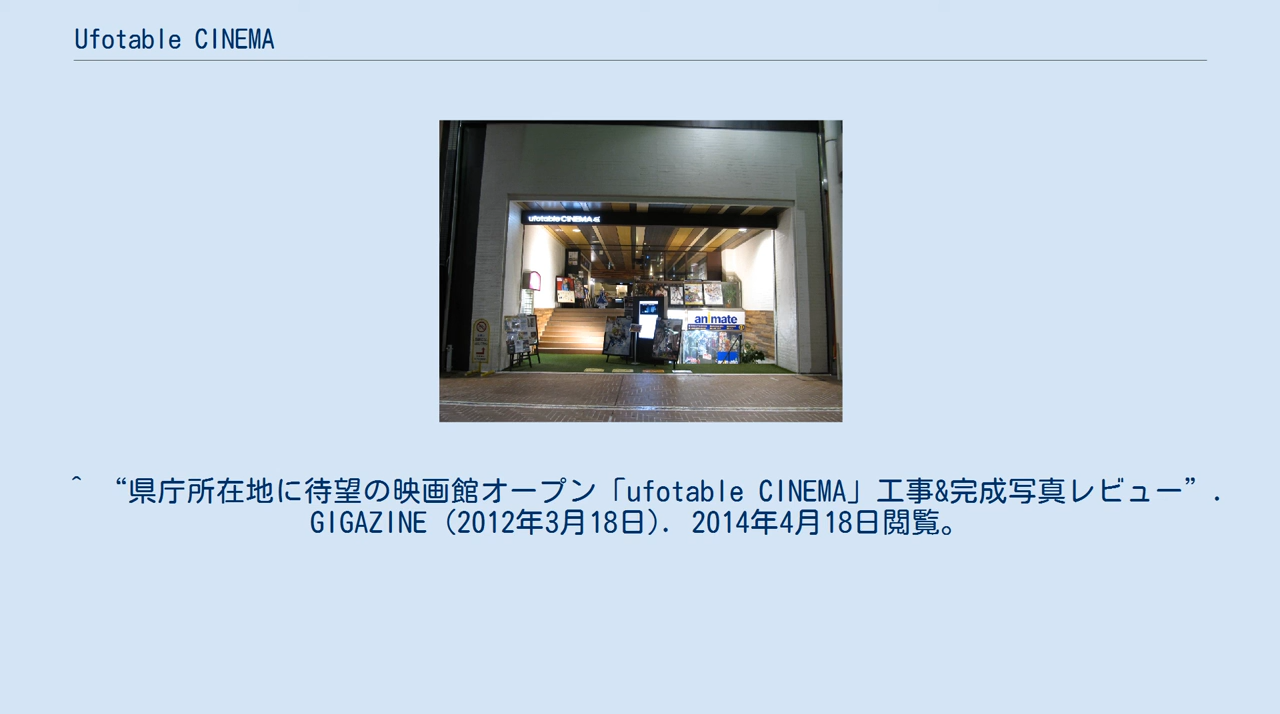 Ufotable CINEMA
ufotable CINEMA
animate
^ “県庁所在地に待望の映画館オープン「ufotable CINEMA」工事&完成写真レビュー”.
GIGAZINE (2012年3月18日). 2014年4月18日閲覧。